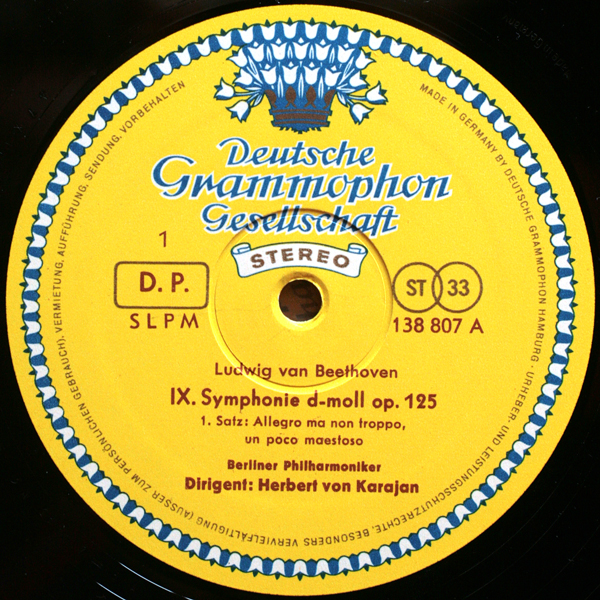 Deutsche
Grammophon
Gesellschaft
STEREO
1
D. P.
SLPM
ST 33
138 807 A
Ludwig van Beethoven
IX. Symphonie d-moll op. 125
1. Satz: Allegro ma non troppo,
un poco maestoso
Berliner Philharmoniker
Dirigent: Herbert von Karajan
MADE IN GERMANY BY DEUTSCHE GRAMMOPHON HAMBURG · URHEBER- UND LEISTUNGSSCHUTZRECHTE, BESONDERS VERVIELFÄLTIGUNG (AUSSER ZUM PERSÖNLICHEN GEBRAUCH), VERMIETUNG, AUFFÜHRUNG, SENDUNG, VORBEHALTEN